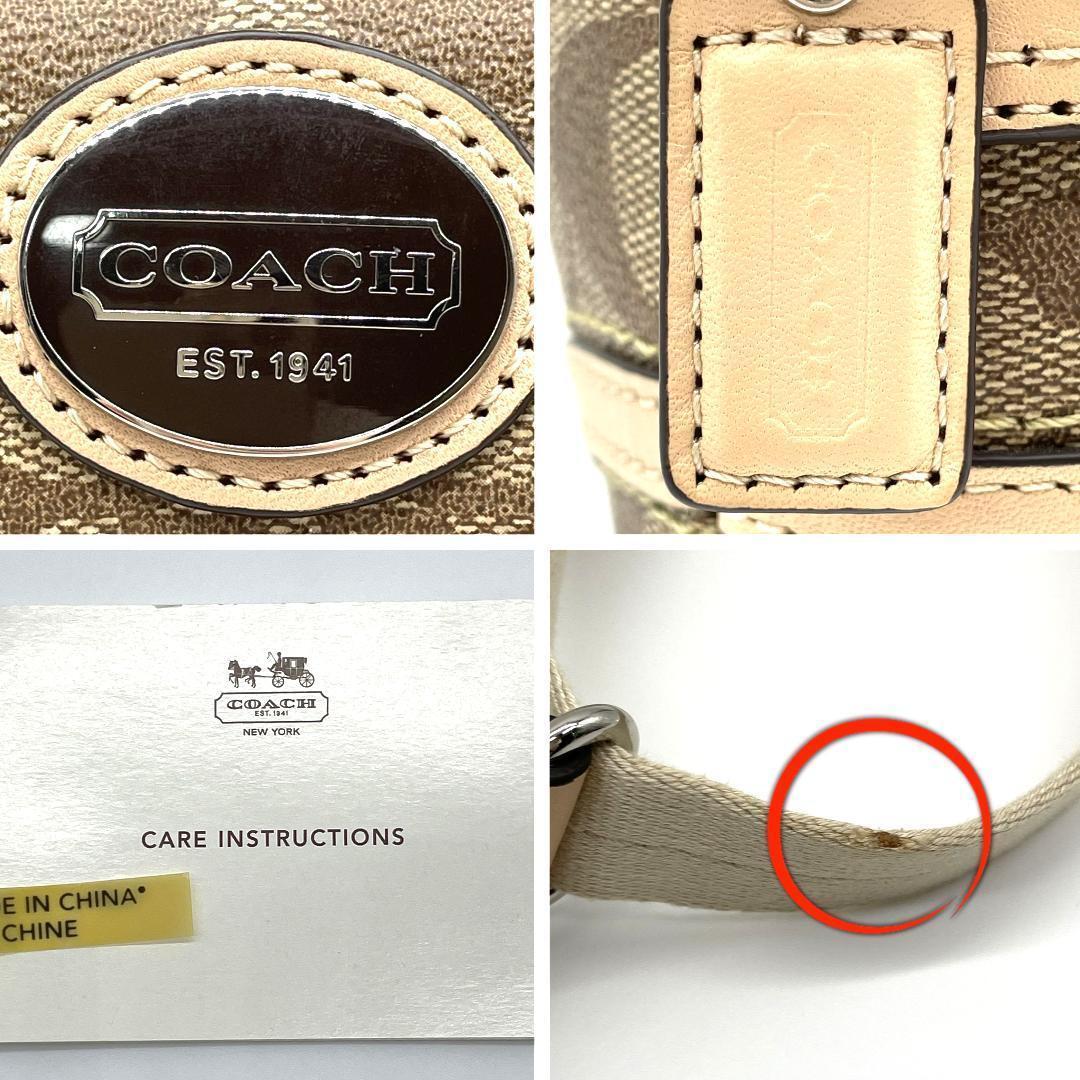 COACH
EST. 1941
COACH
COACH
EST. 1941
NEW YORK
CARE INSTRUCTIONS
E IN CHINA*
CHINE